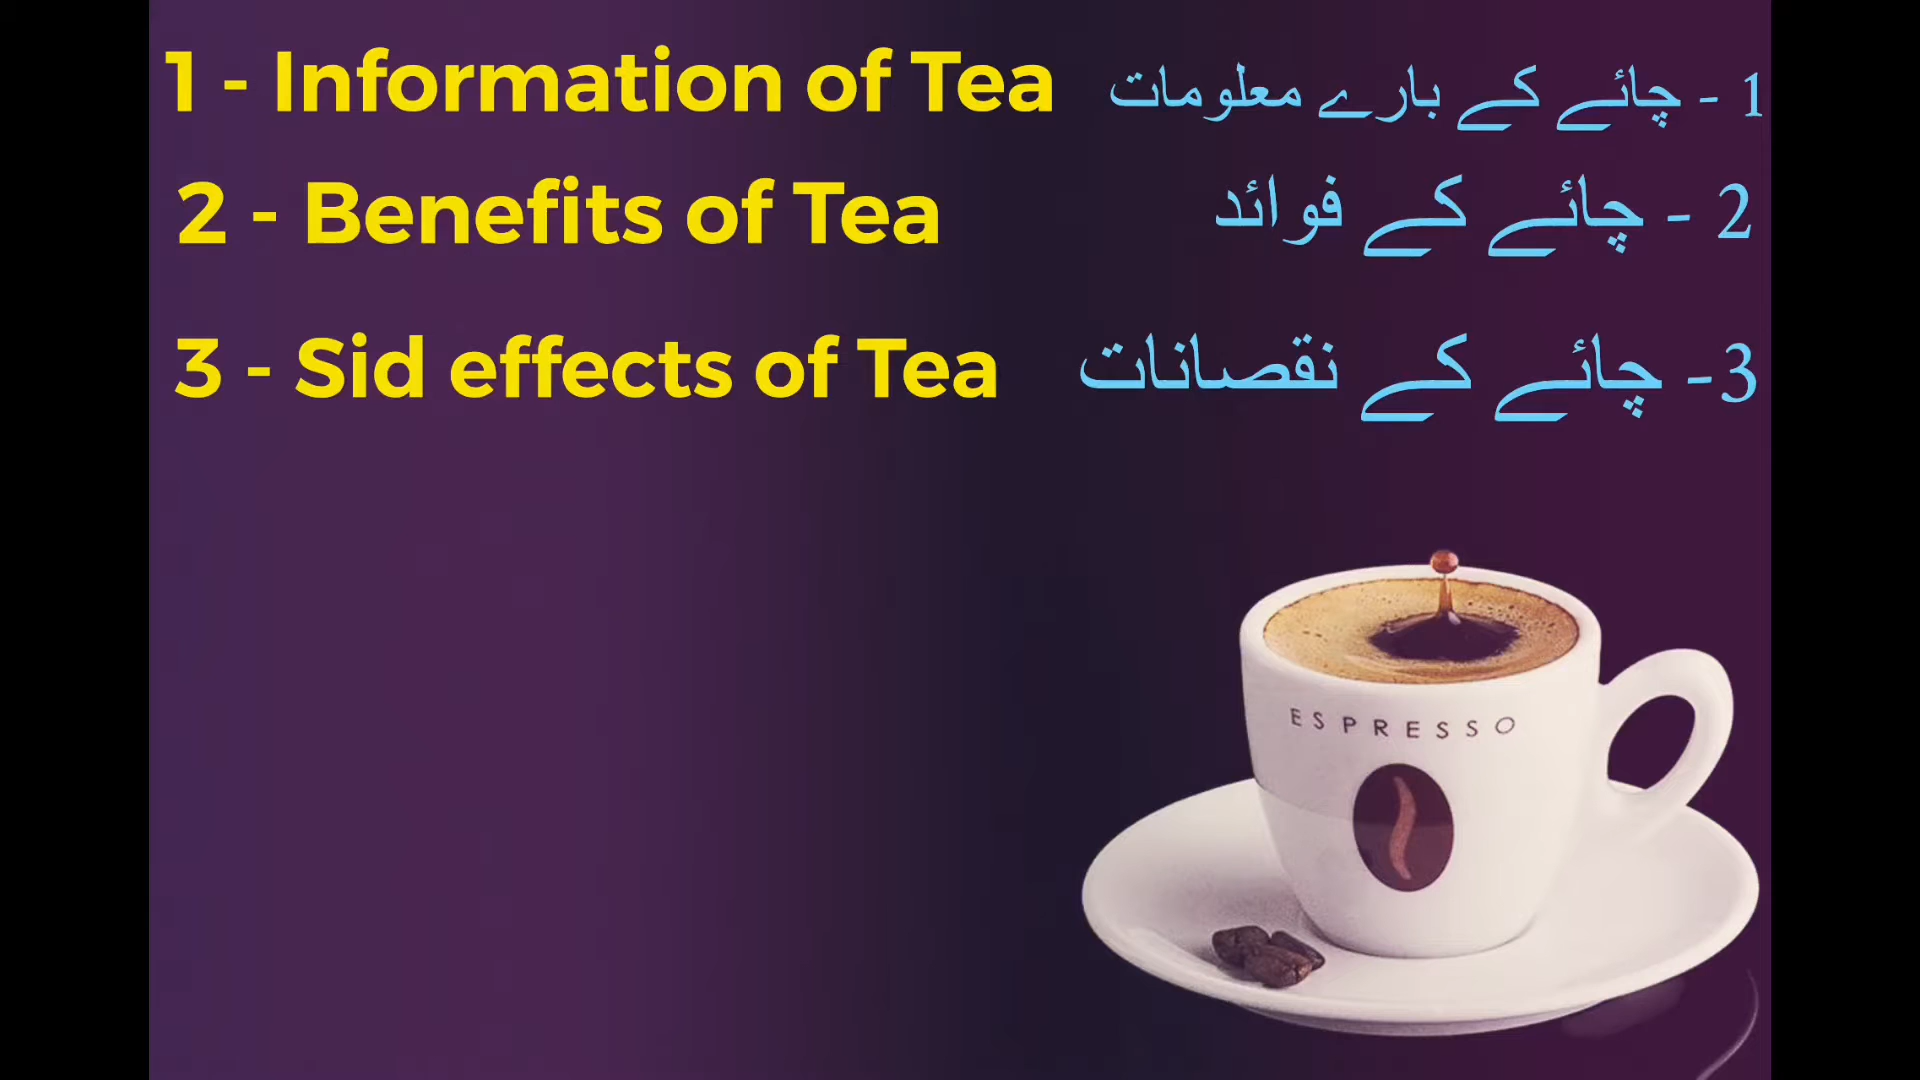 1 - Information of Tea
1 - چائے کے بارے معلومات
2 - Benefits of Tea
2 - چائے کے فوائد
3 - Sid effects of Tea
3- چائے کے نقصانات
ESPRESSO